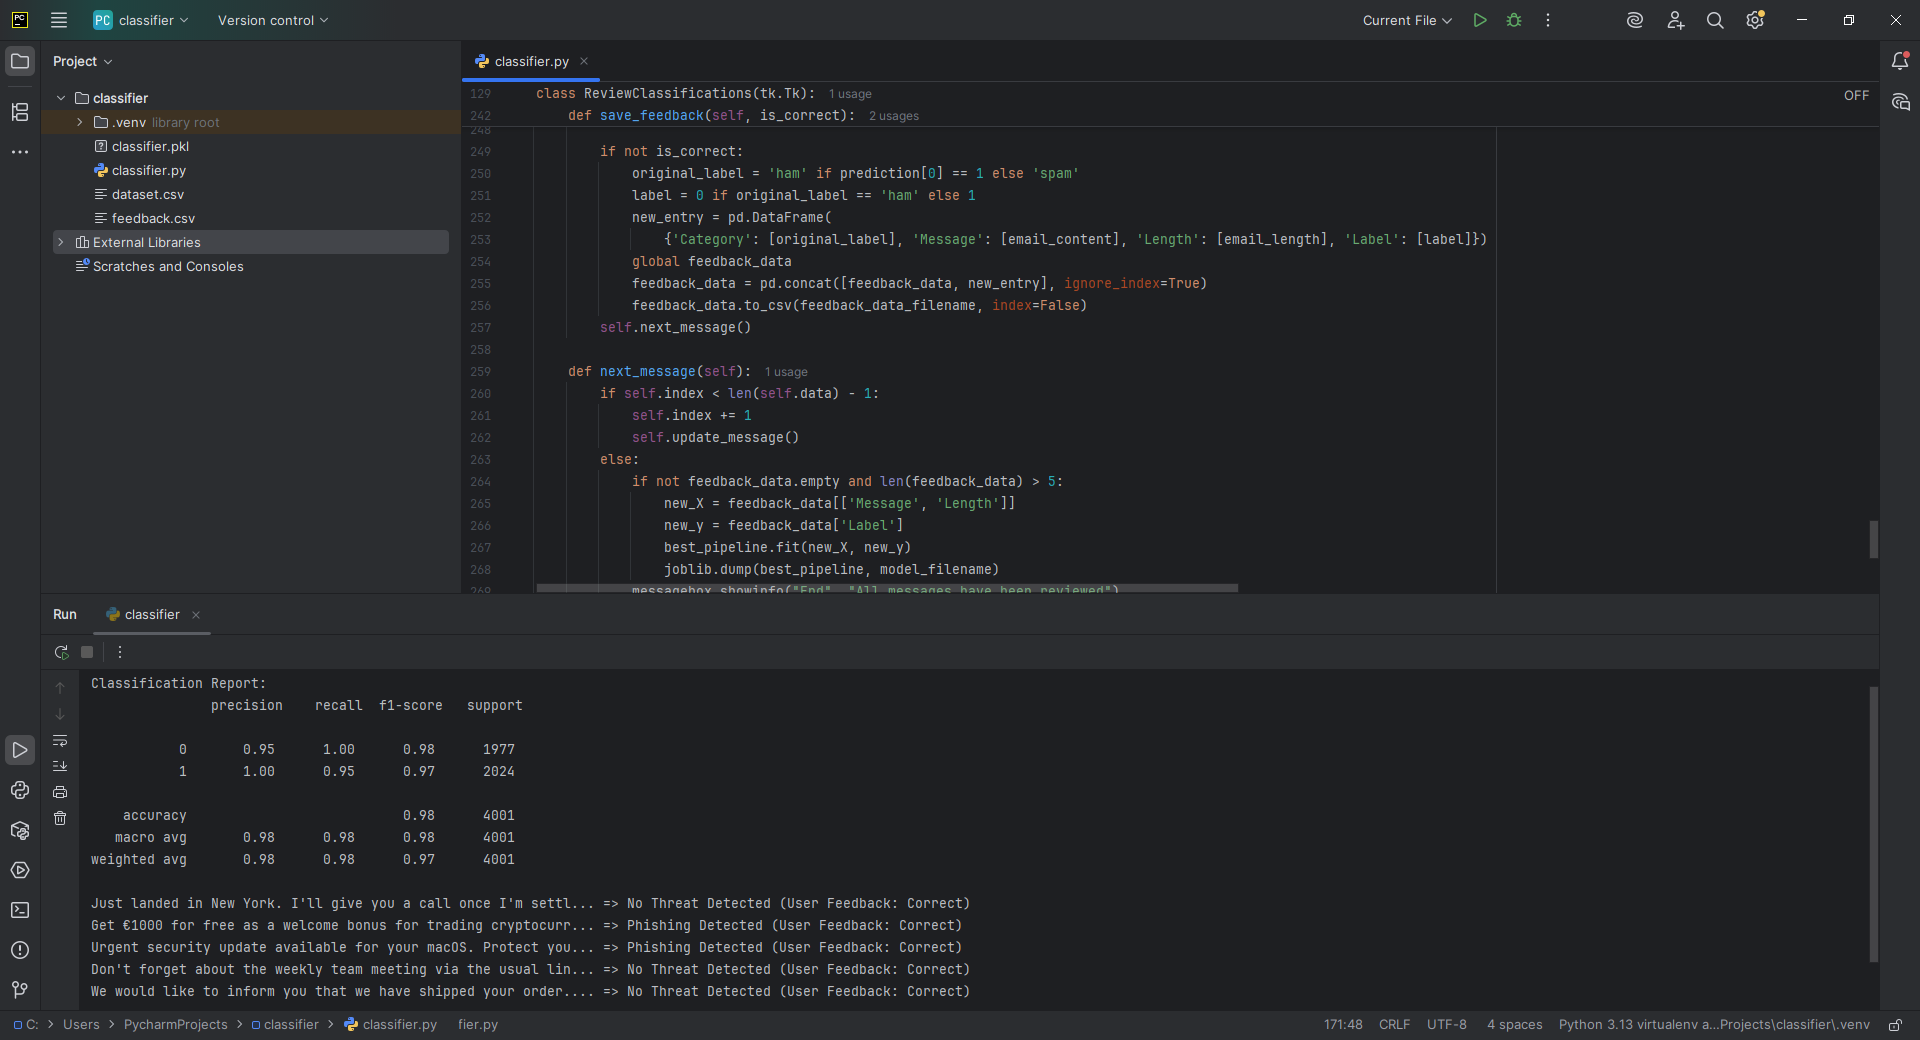 PC classifier Version control Current File
Project
classifier.py
classifier
.venv library root
classifier.pkl
classifier.py
dataset.csv
feedback.csv
External Libraries
Scratches and Consoles
OFF
129 class ReviewClassifications(tk.Tk): 1 usage
242 def save_feedback(self, is_correct): 2 usages
248
249 if not is_correct:
250 original_label = 'ham' if prediction[0] == 1 else 'spam'
251 label = 0 if original_label == 'ham' else 1
252 new_entry = pd.DataFrame(
253 {'Category': [original_label], 'Message': [email_content], 'Length': [email_length], 'Label': [label]})
254 global feedback_data
255 feedback_data = pd.concat([feedback_data, new_entry], ignore_index=True)
256 feedback_data.to_csv(feedback_data_filename, index=False)
257 self.next_message()
258
259 def next_message(self): 1 usage
260 if self.index < len(self.data) - 1:
261 self.index += 1
262 self.update_message()
263 else:
264 if not feedback_data.empty and len(feedback_data) > 5:
265 new_X = feedback_data[['Message', 'Length']]
266 new_y = feedback_data['Label']
267 best_pipeline.fit(new_X, new_y)
268 joblib.dump(best_pipeline, model_filename)
269 messagebox.showinfo("End", "All messages have been reviewed")
Run classifier
Classification Report:
precision recall f1-score support
0 0.95 1.00 0.98 1977
1 1.00 0.95 0.97 2024
accuracy 0.98 4001
macro avg 0.98 0.98 0.98 4001
weighted avg 0.98 0.98 0.97 4001
Just landed in New York. I'll give you a call once I'm settl... => No Threat Detected (User Feedback: Correct)
Get €1000 for free as a welcome bonus for trading cryptocurr... => Phishing Detected (User Feedback: Correct)
Urgent security update available for your macOS. Protect you... => Phishing Detected (User Feedback: Correct)
Don't forget about the weekly team meeting via the usual lin... => No Threat Detected (User Feedback: Correct)
We would like to inform you that we have shipped your order.... => No Threat Detected (User Feedback: Correct)
C: > Users > PycharmProjects > classifier > classifier.py fier.py 171:48 CRLF UTF-8 4 spaces Python 3.13 virtualenv a...Projects\classifier\.venv